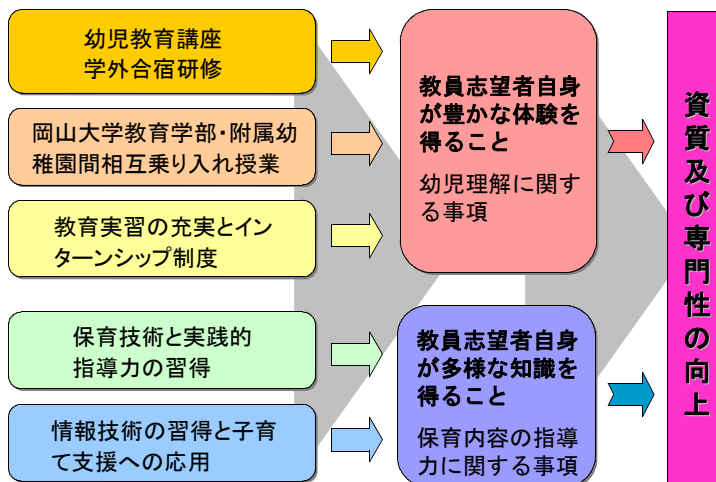 幼児教育講座
学外合宿研修
岡山大学教育学部・附属幼
稚園間相互乗り入れ授業
教育実習の充実とイン
ターンシップ制度
保育技術と実践的
指導力の習得
情報技術の習得と子育
て支援への応用
教員志望者自身
が豊かな体験を
得ること
幼児理解に関す
る事項
教員志望者自身
が多様な知識を
得ること
保育内容の指導
力に関する事項
資質及び専門性の向上